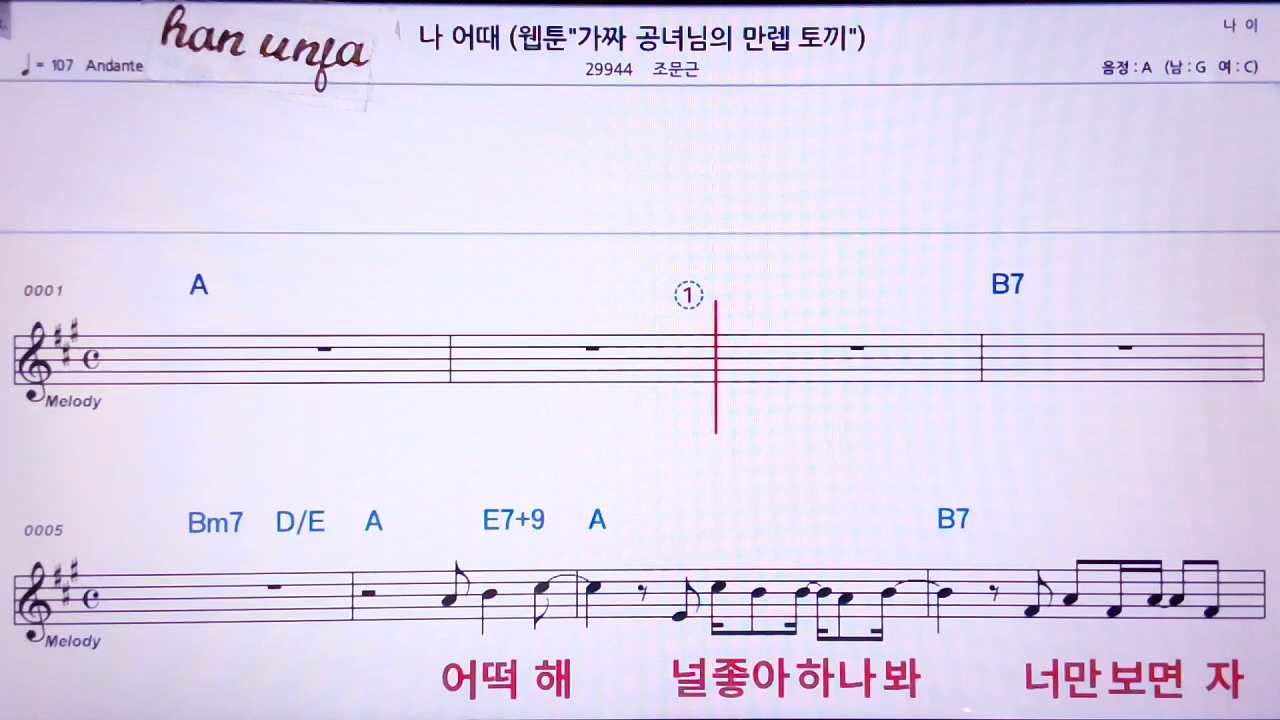 han unfa
나 어때 (웹툰"가짜 공녀님의 만렙 토끼")
나 이
♩ = 107 Andante
29944 조문근
음정 : A (남 : G 여 : C)
0001
A
①
B7
Melody
0005
Bm7 D/E A E7+9 A B7
Melody
어떡 해 널좋아하나봐 너만보면 자